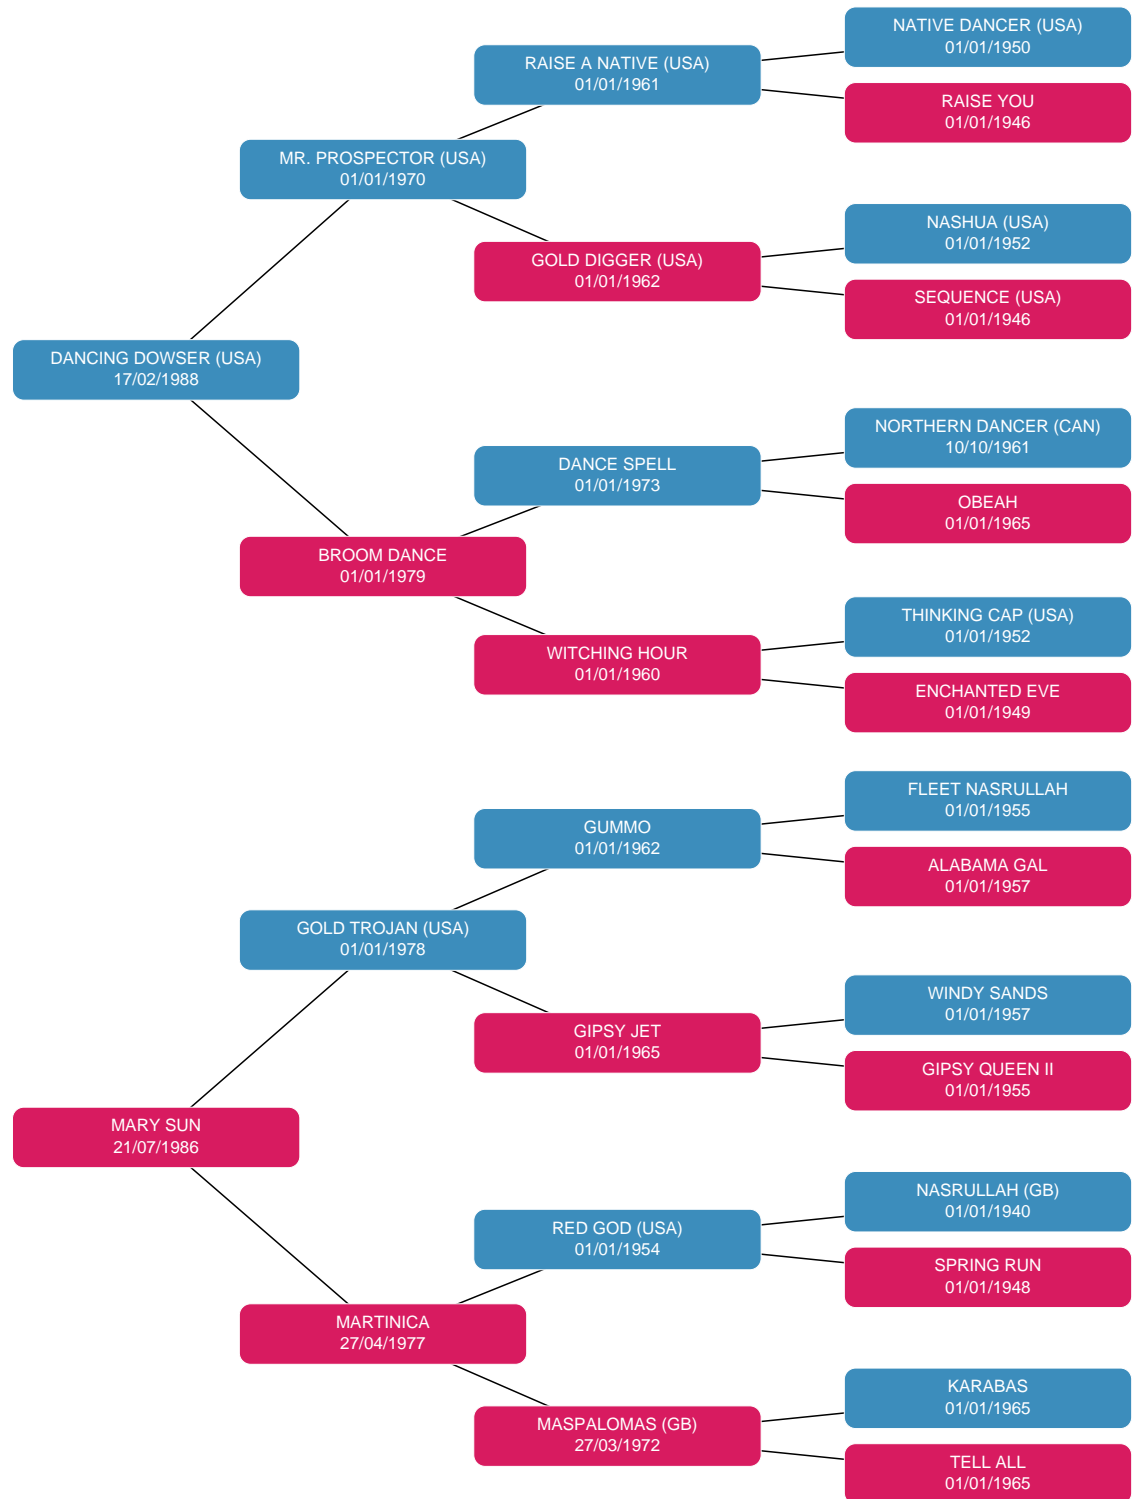 NATIVE DANCER (USA)
01/01/1950
RAISE A NATIVE (USA)
01/01/1961
RAISE YOU
01/01/1946
MR. PROSPECTOR (USA)
01/01/1970
NASHUA (USA)
01/01/1952
GOLD DIGGER (USA)
01/01/1962
SEQUENCE (USA)
01/01/1946
DANCING DOWSER (USA)
17/02/1988
NORTHERN DANCER (CAN)
10/10/1961
DANCE SPELL
01/01/1973
OBEAH
01/01/1965
BROOM DANCE
01/01/1979
THINKING CAP (USA)
01/01/1952
WITCHING HOUR
01/01/1960
ENCHANTED EVE
01/01/1949
FLEET NASRULLAH
01/01/1955
GUMMO
01/01/1962
ALABAMA GAL
01/01/1957
GOLD TROJAN (USA)
01/01/1978
WINDY SANDS
01/01/1957
GIPSY JET
01/01/1965
GIPSY QUEEN II
01/01/1955
MARY SUN
21/07/1986
NASRULLAH (GB)
01/01/1940
RED GOD (USA)
01/01/1954
SPRING RUN
01/01/1948
MARTINICA
27/04/1977
KARABAS
01/01/1965
MASPALOMAS (GB)
27/03/1972
TELL ALL
01/01/1965